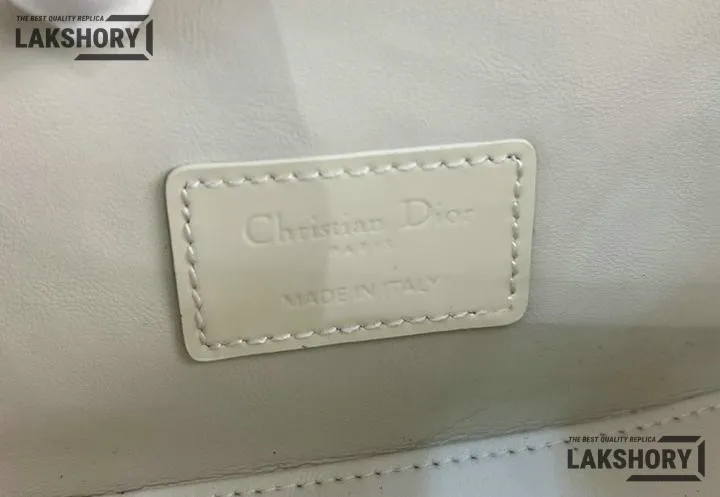 THE BEST QUALITY REPLICA
LAKSHORY
Christian Dior
PARIS
MADE IN ITALY
THE BEST QUALITY REPLICA
LAKSHORY